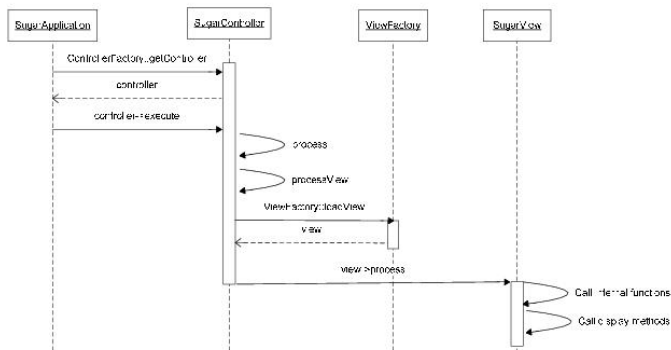 SugarApplication
SugarController
ViewFactory
SugarView
ControllerFactory::getController
controller
controller->execute
process
processView
ViewFactory::loadView
view
view->process
Call internal functions
Call display methods